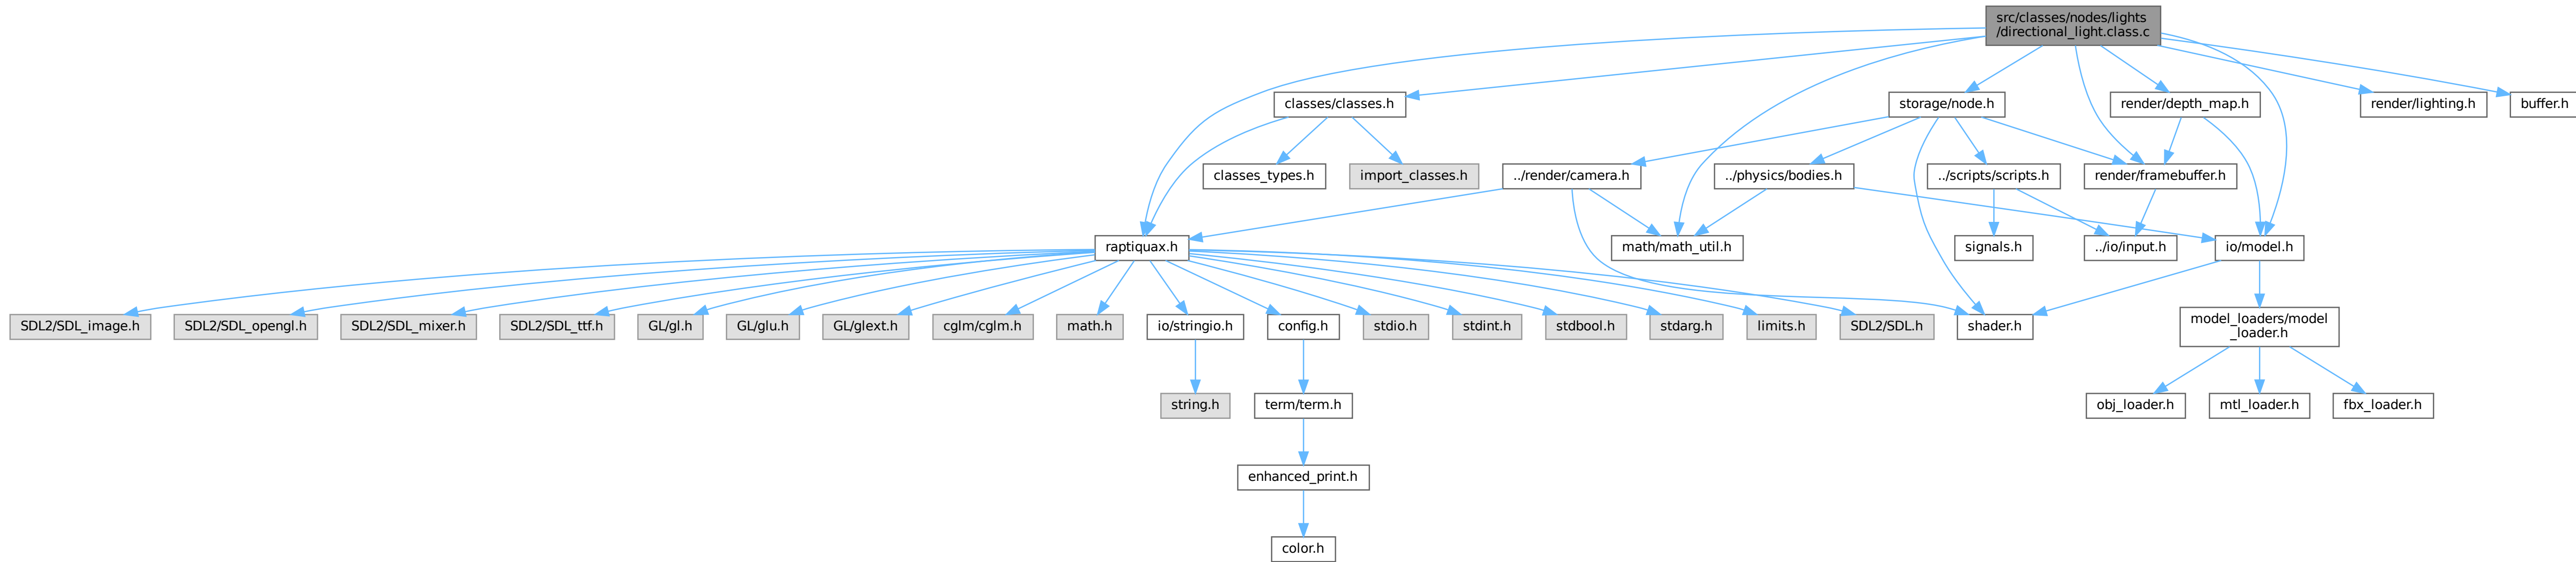 src/classes/nodes/lights
/directional_light.class.c
classes/classes.h
storage/node.h
render/depth_map.h
render/lighting.h
buffer.h
classes_types.h
import_classes.h
../render/camera.h
../physics/bodies.h
../scripts/scripts.h
render/framebuffer.h
raptiquax.h
math/math_util.h
signals.h
../io/input.h
io/model.h
SDL2/SDL_image.h
SDL2/SDL_opengl.h
SDL2/SDL_mixer.h
SDL2/SDL_ttf.h
GL/gl.h
GL/glu.h
GL/glext.h
cglm/cglm.h
math.h
io/stringio.h
config.h
stdio.h
stdint.h
stdbool.h
stdarg.h
limits.h
SDL2/SDL.h
shader.h
model_loaders/model
_loader.h
string.h
term/term.h
obj_loader.h
mtl_loader.h
fbx_loader.h
enhanced_print.h
color.h